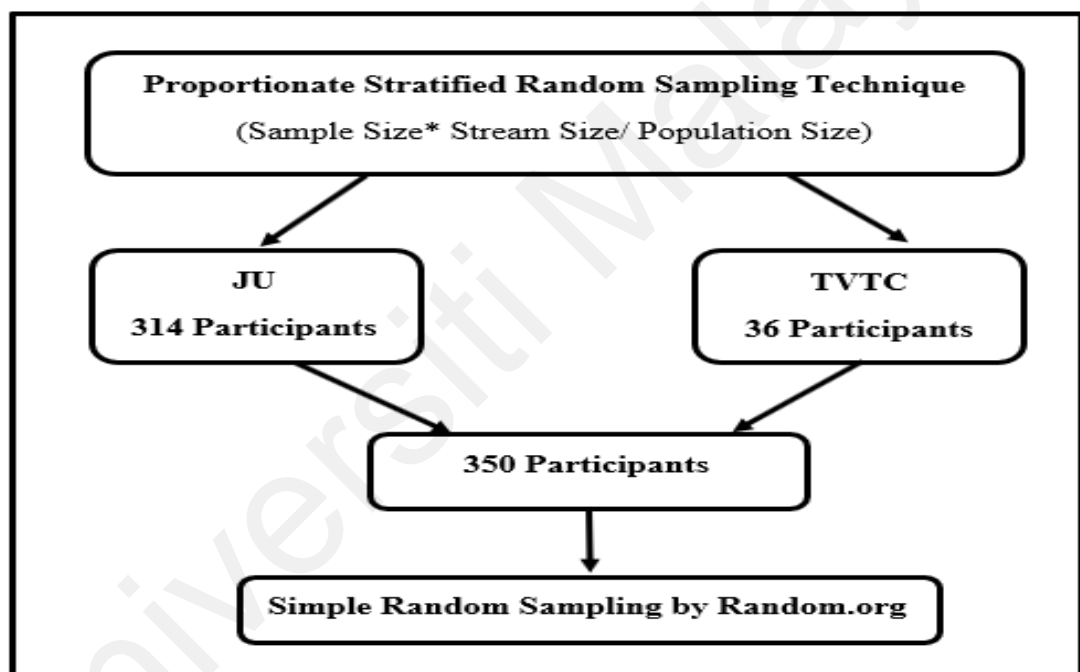 Proportionate Stratified Random Sampling Technique
(Sample Size* Stream Size/ Population Size)
JU
314 Participants
TVTC
36 Participants
350 Participants
Simple Random Sampling by Random.org